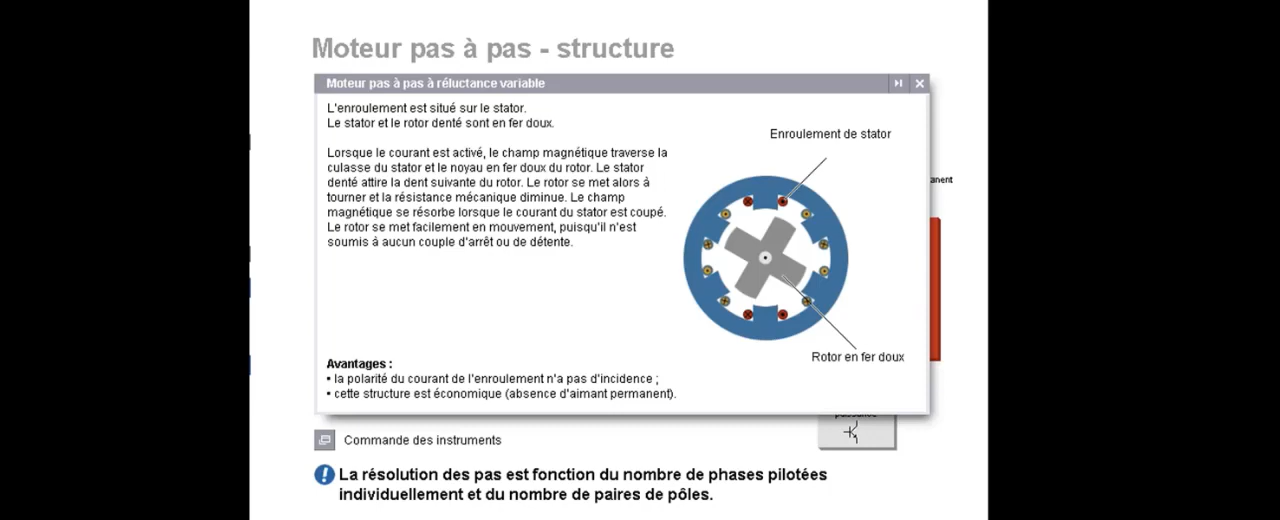 Moteur pas à pas - structure
Moteur pas à pas à réluctance variable
L'enroulement est situé sur le stator.
Le stator et le rotor denté sont en fer doux.
Lorsque le courant est activé, le champ magnétique traverse la
culasse du stator et le noyau en fer doux du rotor. Le stator
denté attire la dent suivante du rotor. Le rotor se met alors à
tourner et la résistance mécanique diminue. Le champ
magnétique se résorbe lorsque le courant du stator est coupé.
Le rotor se met facilement en mouvement, puisqu'il n'est
soumis à aucun couple d'arrêt ou de détente.
Enroulement de stator
anent
Rotor en fer doux
Avantages :
• la polarité du courant de l'enroulement n'a pas d'incidence ;
• cette structure est économique (absence d'aimant permanent).
Commande des instruments
La résolution des pas est fonction du nombre de phases pilotées
individuellement et du nombre de paires de pôles.